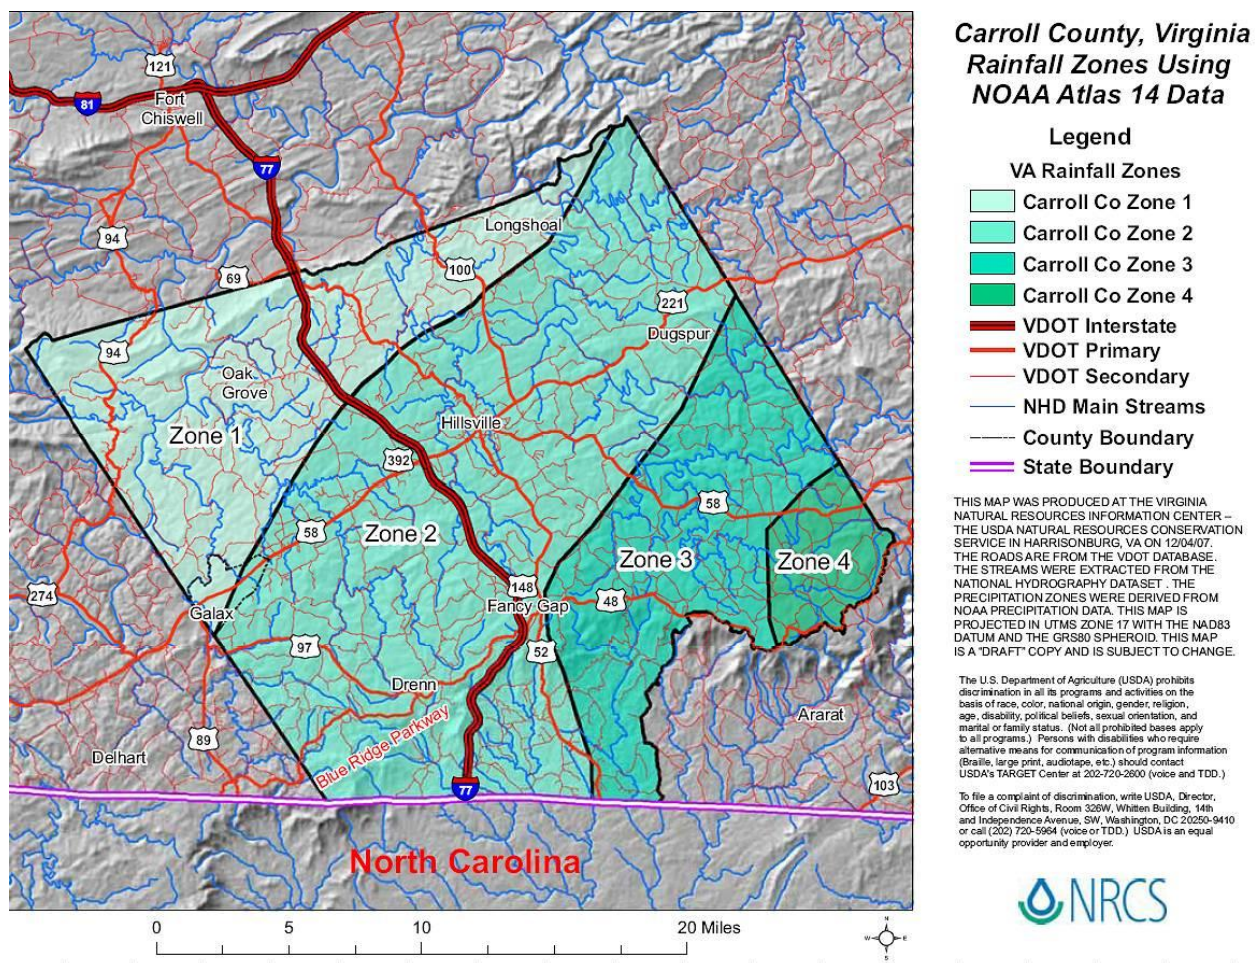 Carroll County, Virginia
Rainfall Zones Using
NOAA Atlas 14 Data
Legend
VA Rainfall Zones
Carroll Co Zone 1
Carroll Co Zone 2
Carroll Co Zone 3
Carroll Co Zone 4
VDOT Interstate
VDOT Primary
VDOT Secondary
NHD Main Streams
County Boundary
State Boundary
THIS MAP WAS PRODUCED AT THE VIRGINIA
NATURAL RESOURCES INFORMATION CENTER –
THE USDA NATURAL RESOURCES CONSERVATION
SERVICE IN HARRISONBURG, VA ON 12/04/07.
THE ROADS ARE FROM THE VDOT DATABASE.
THE STREAMS WERE EXTRACTED FROM THE
NATIONAL HYDROGRAPHY DATASET . THE
PRECIPITATION ZONES WERE DERIVED FROM
NOAA PRECIPITATION DATA. THIS MAP IS
PROJECTED IN UTMS ZONE 17 WITH THE NAD83
DATUM AND THE GRS80 SPHEROID. THIS MAP
IS A "DRAFT" COPY AND IS SUBJECT TO CHANGE.
The U.S. Department of Agriculture (USDA) prohibits
discrimination in all its programs and activities on the
basis of race, color, national origin, gender, religion,
age, disability, political beliefs, sexual orientation, and
marital or family status. (Not all prohibited bases apply
to all programs.) Persons with disabilities who require
alternative means for communication of program information
(Braille, large print, audiotape, etc.) should contact
USDA's TARGET Center at 202-720-2600 (voice and TDD.)
To file a complaint of discrimination, write USDA, Director,
Office of Civil Rights, Room 326W, Whitten Building, 14th
and Independence Avenue, SW, Washington, DC 20250-9410
or call (202) 720-5964 (voice or TDD.) USDA is an equal
opportunity provider and employer.
NRCS
121
81
Fort
Chiswell
77
94
Longshoal
69
100
221
Dugspur
94
Oak
Grove
Zone 1
Hillsville
392
58
58
Zone 2
Zone 3
Zone 4
274
148
Galax
Fancy Gap
48
97
52
Drenn
Blue Ridge Parkway
Ararat
89
Delhart
77
103
North Carolina
0
5
10
20 Miles
N
W
E
S